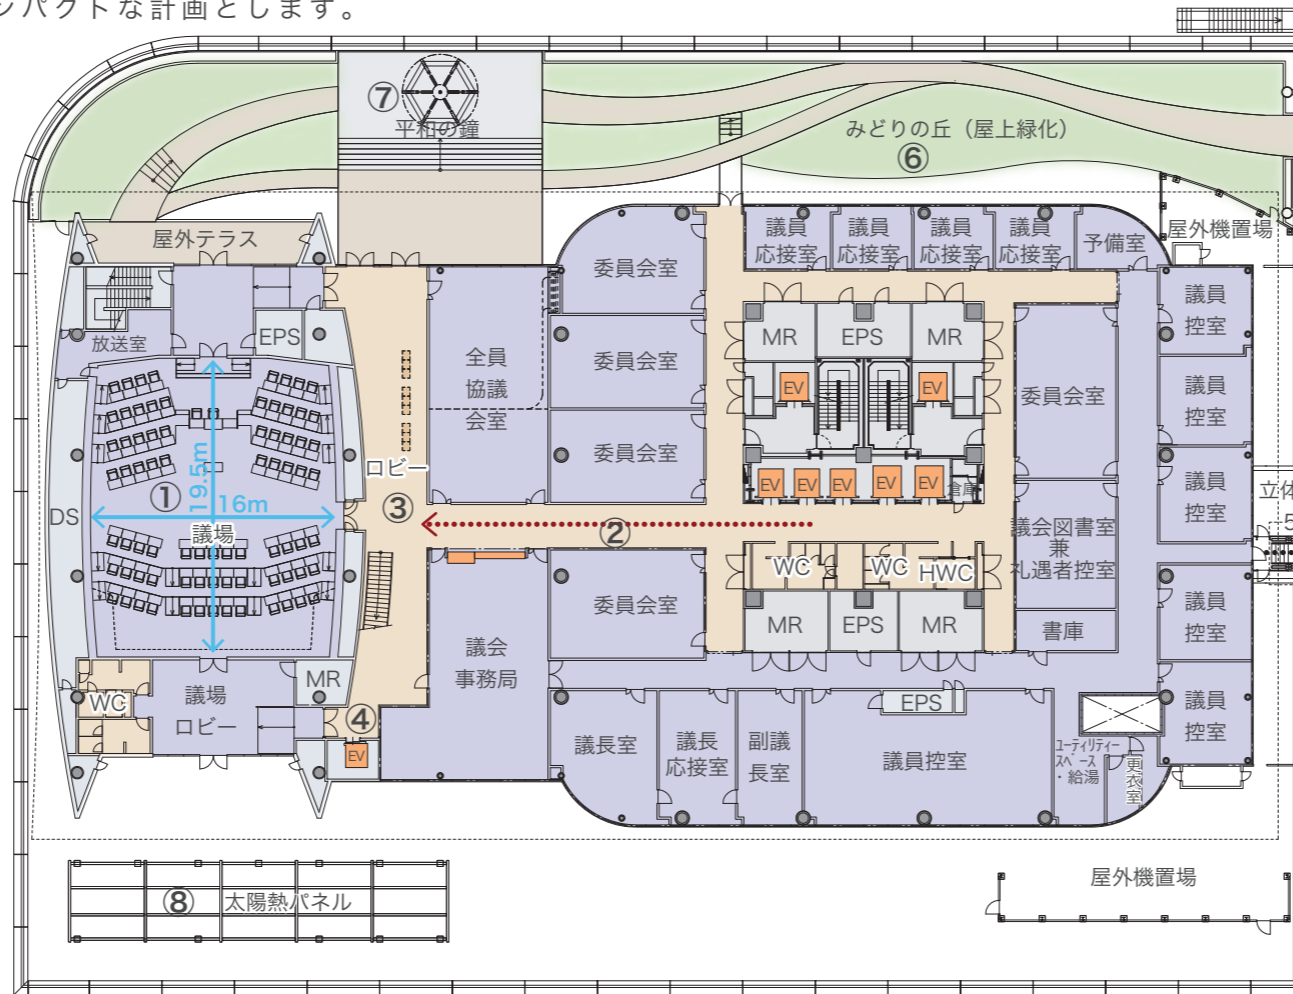 ンパクトな計画とします。
⑦
平和の鐘
みどりの丘（屋上緑化）
⑥
屋外テラス
屋外機置場
議員
応接室
議員
応接室
議員
応接室
議員
応接室
予備室
委員会室
放送室
EPS
MR
EPS
MR
議員
控室
全員
協議
会室
委員会室
EV
EV
委員会室
議員
控室
ロビー
委員会室
EV
EV
EV
EV
EV
倉庫
議員
控室
立体
5
①
19.5m
16m
議場
DS
③
②
議会図書室
兼
礼遇者控室
WC
WC
HWC
委員会室
MR
EPS
MR
書庫
議員
控室
議会
事務局
MR
WC
議場
ロビー
④
EV
議長室
議長
応接室
副議
長室
EPS
議員控室
ユーティリティー
スペース
・給湯
更衣室
議員
控室
⑧
太陽熱パネル
屋外機置場